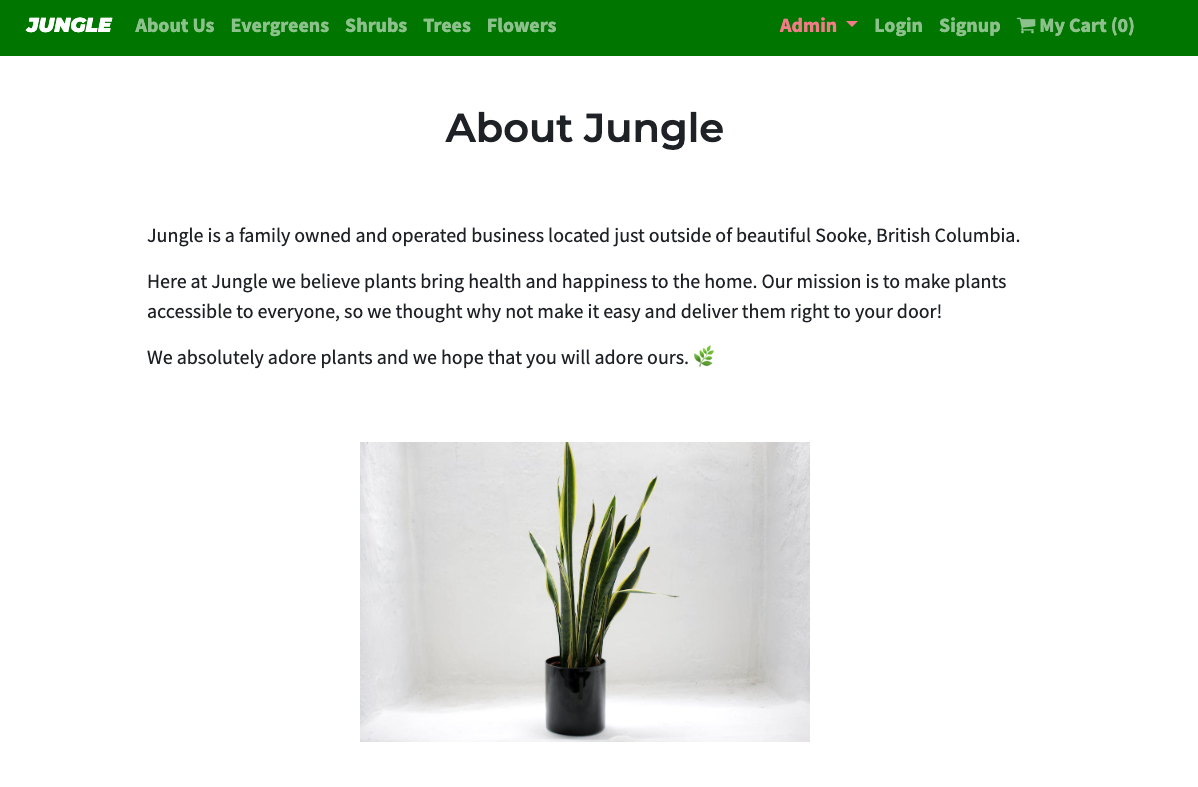 JUNGLE About Us Evergreens Shrubs Trees Flowers Admin Login Signup My Cart (0)
About Jungle
Jungle is a family owned and operated business located just outside of beautiful Sooke, British Columbia.
Here at Jungle we believe plants bring health and happiness to the home. Our mission is to make plants
accessible to everyone, so we thought why not make it easy and deliver them right to your door!
We absolutely adore plants and we hope that you will adore ours. 🌿